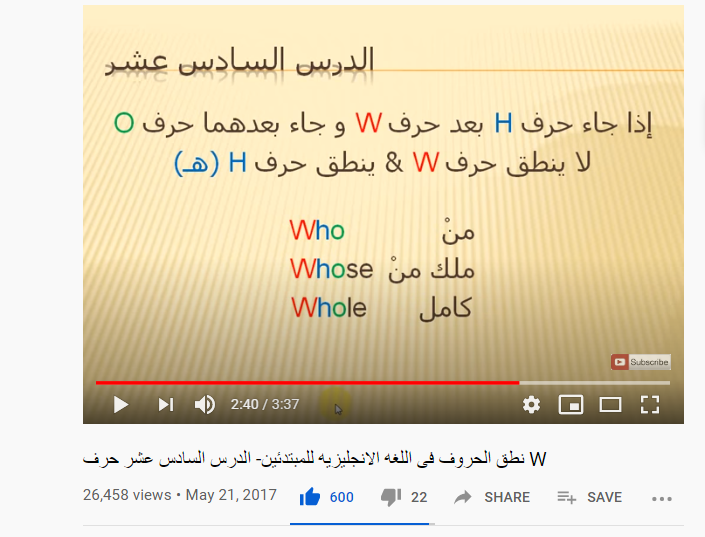 الدرس السادس عشر
إذا جاء حرف H بعد حرف W و جاء بعدهما حرف O
لا ينطق حرف W & ينطق حرف H (هـ)
Who منْ
Whose ملك منْ
Whole كامل
Subscribe
2:40 / 3:37
نطق الحروف فى اللغه الانجليزيه للمبتدئين- الدرس السادس عشر حرف W
26,458 views • May 21, 2017 600 22 SHARE SAVE